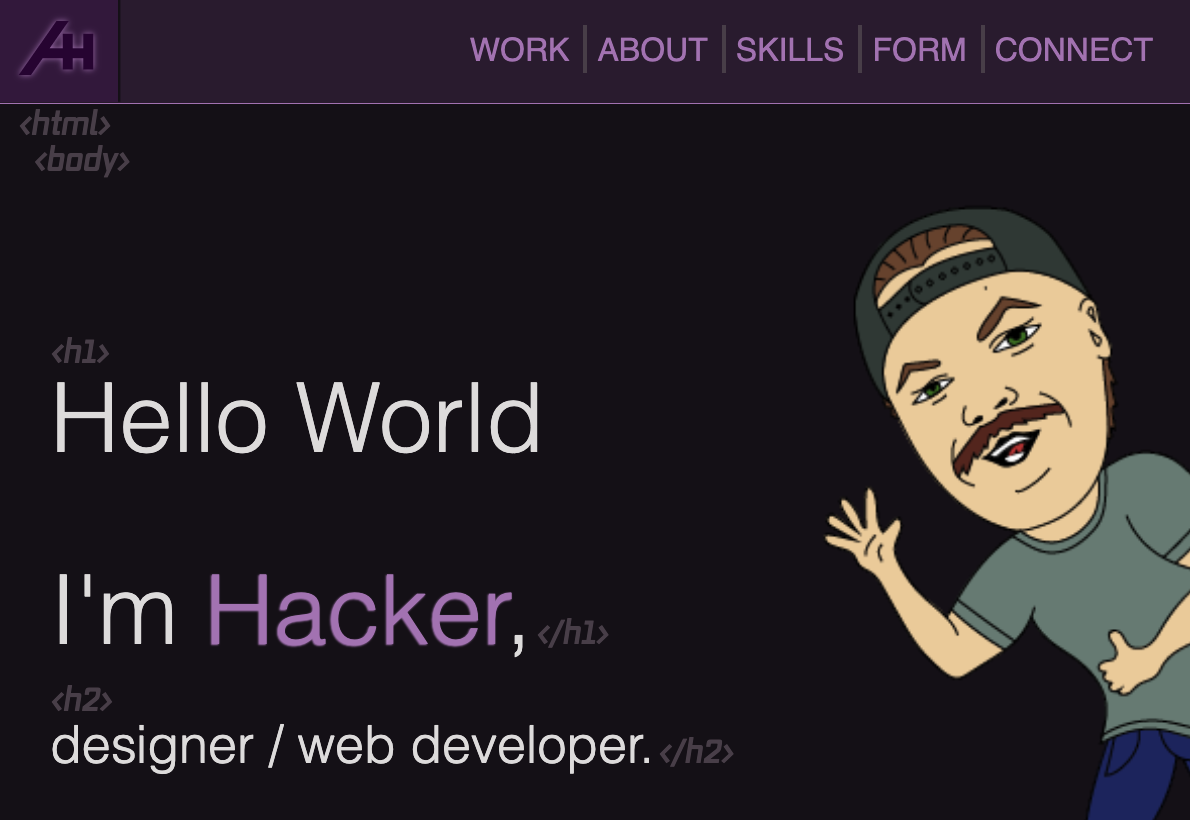 AH
WORK ABOUT SKILLS FORM CONNECT
<html>
<body>
<h1>
Hello World
I'm Hacker, </h1>
<h2>
designer / web developer. </h2>